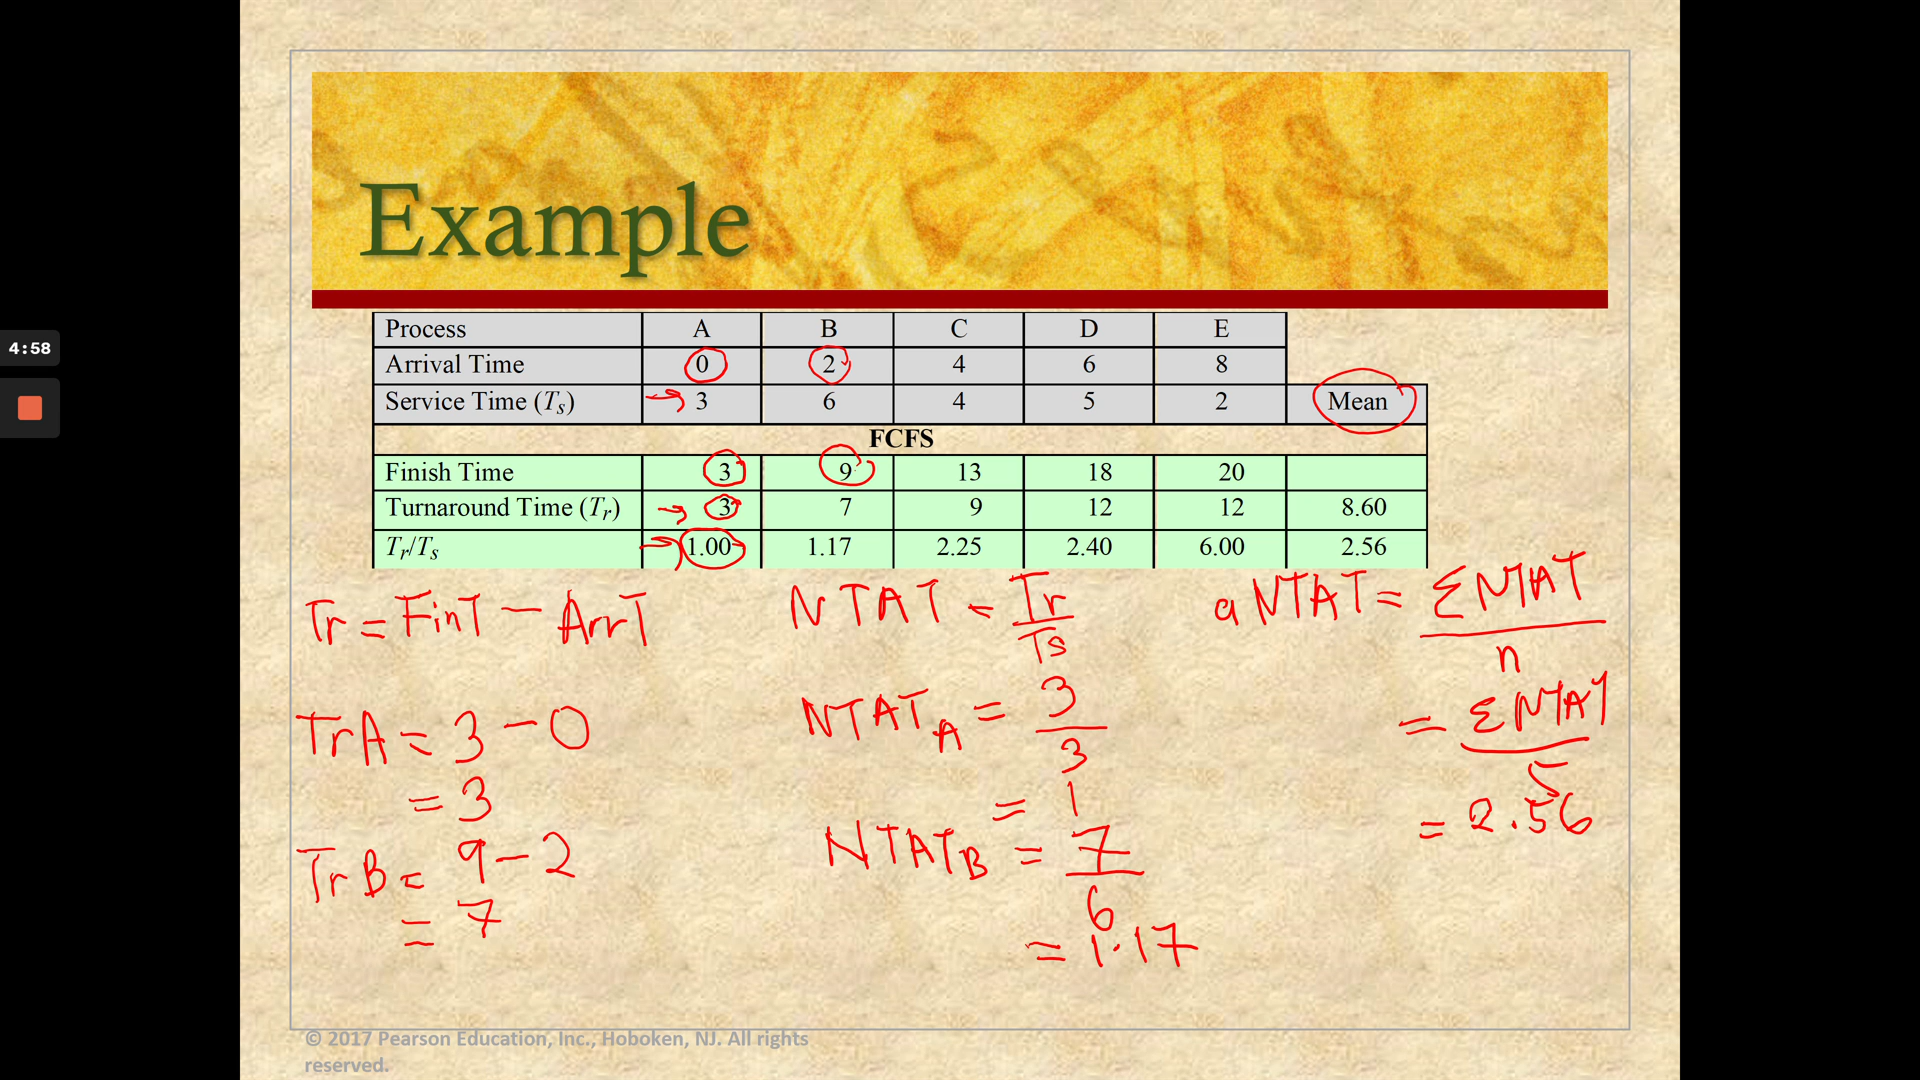 Example
4:58
Process A B C D E
Arrival Time 0 2 4 6 8
Service Time (Ts) 3 6 4 5 2 Mean
FCFS
Finish Time 3 9 13 18 20
Turnaround Time (Tr) 3 7 9 12 12 8.60
Tr/Ts 1.00 1.17 2.25 2.40 6.00 2.56
Tr = FinT - ArrT
TrA = 3 - 0
= 3
TrB = 9 - 2
= 7
NTAT = Tr
Ts
NTAT A = 3
3
= 1
NTAT B = 7
6
= 1.17
a NTAT = Σ NTAT
n
= Σ NTAT
5
= 2.56
© 2017 Pearson Education, Inc., Hoboken, NJ. All rights
reserved.